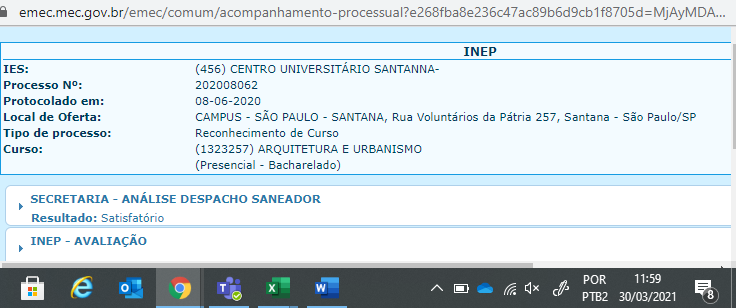 emec.mec.gov.br/emec/comum/acompanhamento-processual?e268fba8e236c47ac89b6d9cb1f8705d=MjAyMDA...
INEP
IES: (456) CENTRO UNIVERSITÁRIO SANTANNA-
Processo Nº: 202008062
Protocolado em: 08-06-2020
Local de Oferta: CAMPUS - SÃO PAULO - SANTANA, Rua Voluntários da Pátria 257, Santana - São Paulo/SP
Tipo de processo: Reconhecimento de Curso
Curso: (1323257) ARQUITETURA E URBANISMO
(Presencial - Bacharelado)
SECRETARIA - ANÁLISE DESPACHO SANEADOR
Resultado: Satisfatório
INEP - AVALIAÇÃO
POR 11:59
PTB2 30/03/2021 8